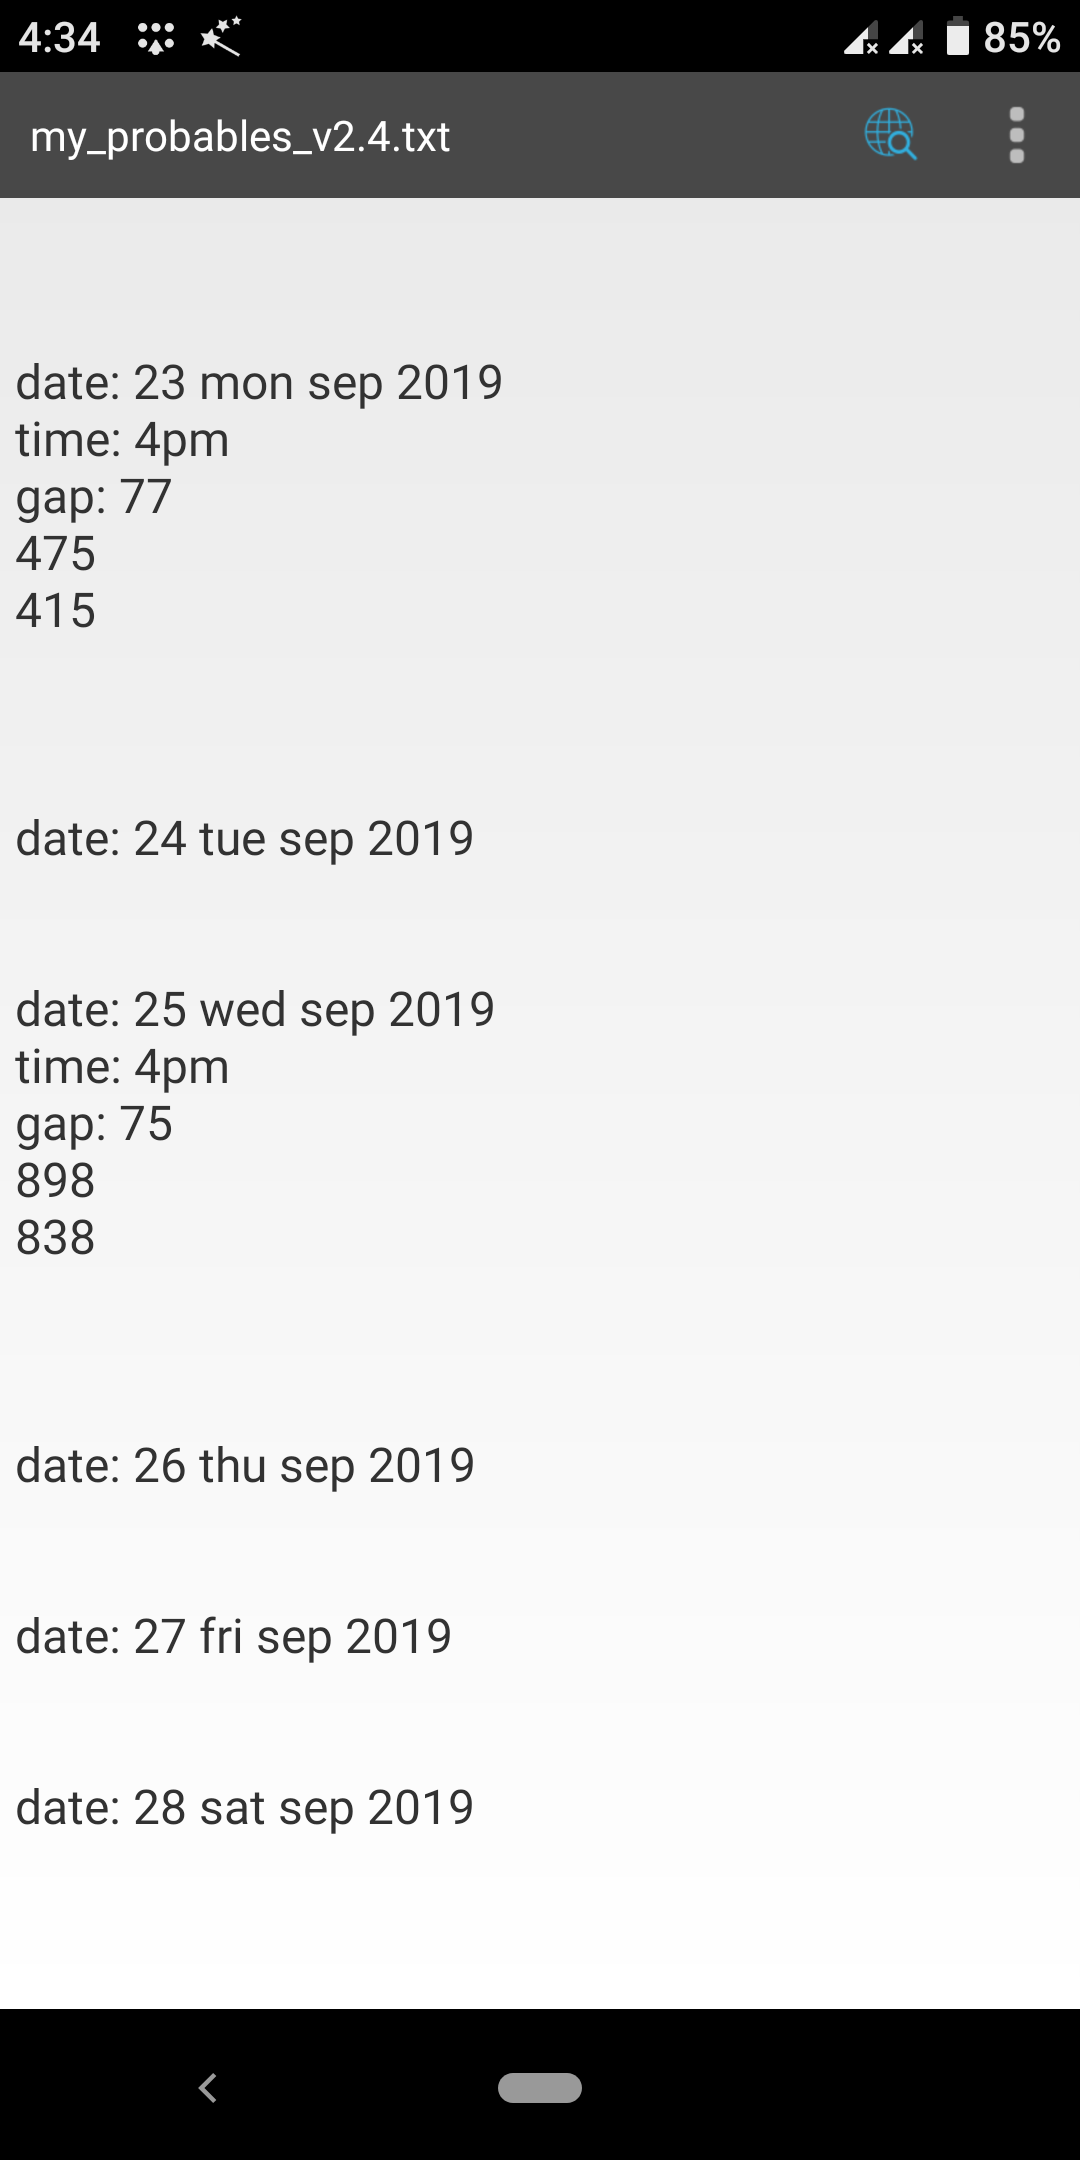 4:34
85%
my_probables_v2.4.txt
date: 23 mon sep 2019
time: 4pm
gap: 77
475
415
date: 24 tue sep 2019
date: 25 wed sep 2019
time: 4pm
gap: 75
898
838
date: 26 thu sep 2019
date: 27 fri sep 2019
date: 28 sat sep 2019